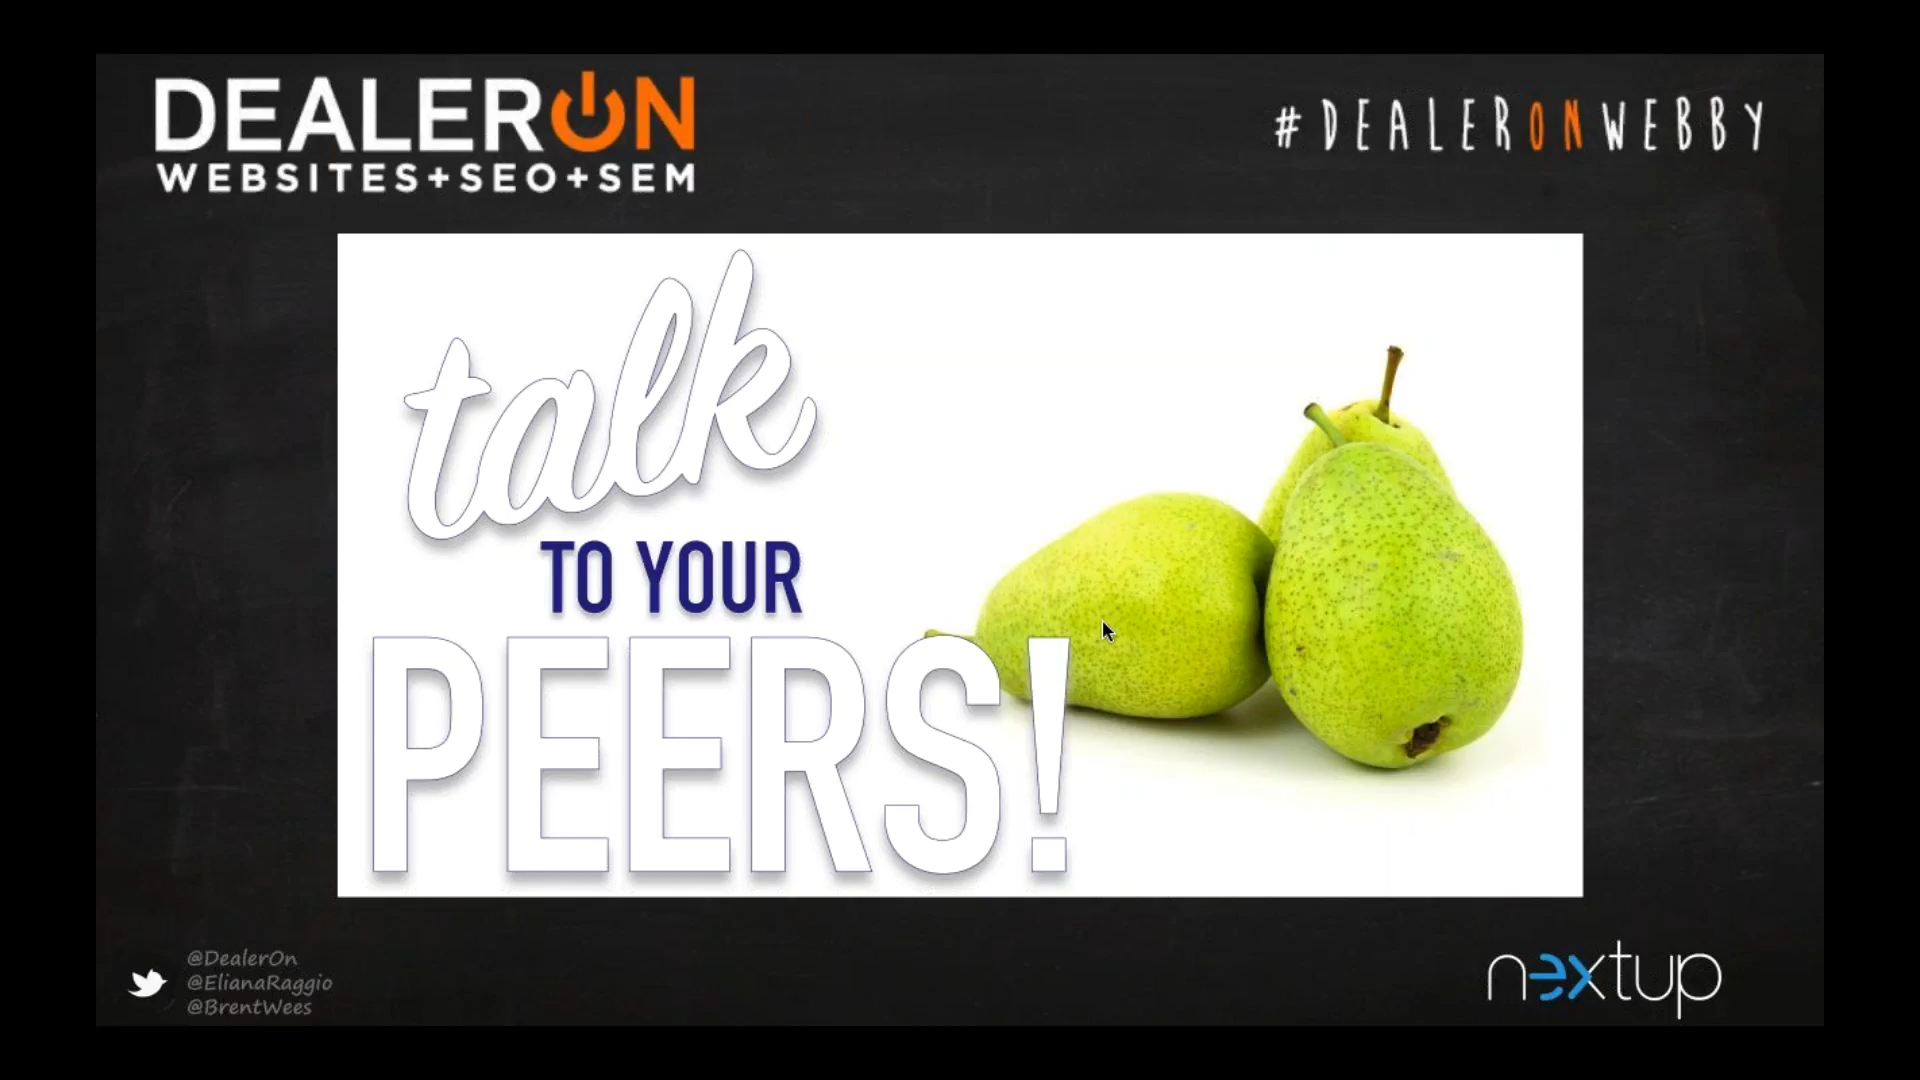 DEALERON
WEBSITES+SEO+SEM
#DEALERONWEBBY
talk
TO YOUR
PEERS!
@DealerOn
@ElianaRaggio
@BrentWees
nextup